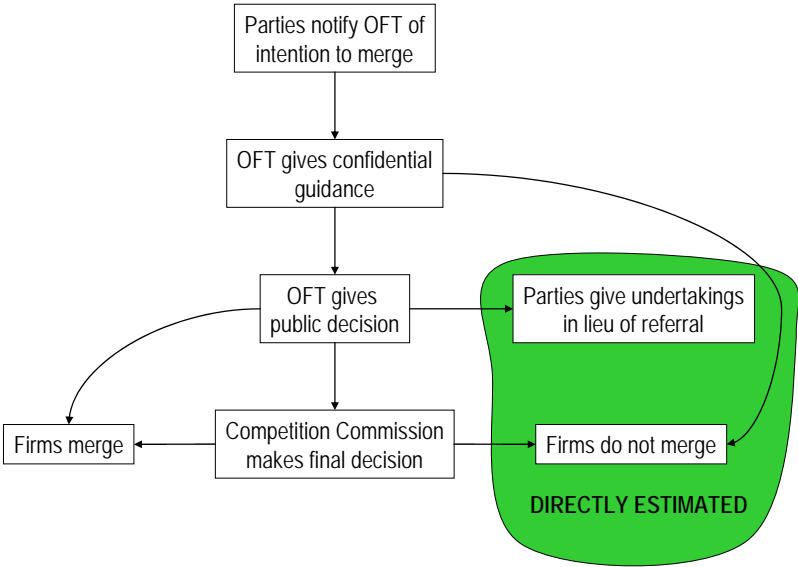 Parties notify OFT of
intention to merge
OFT gives confidential
guidance
OFT gives
public decision
Parties give undertakings
in lieu of referral
Firms merge
Competition Commission
makes final decision
Firms do not merge
DIRECTLY ESTIMATED